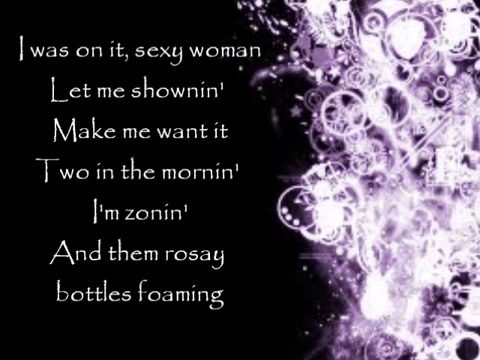 I was on it, sexy woman
Let me shownin'
Make me want it
Two in the mornin'
I'm zonin'
And them rosay
bottles foaming